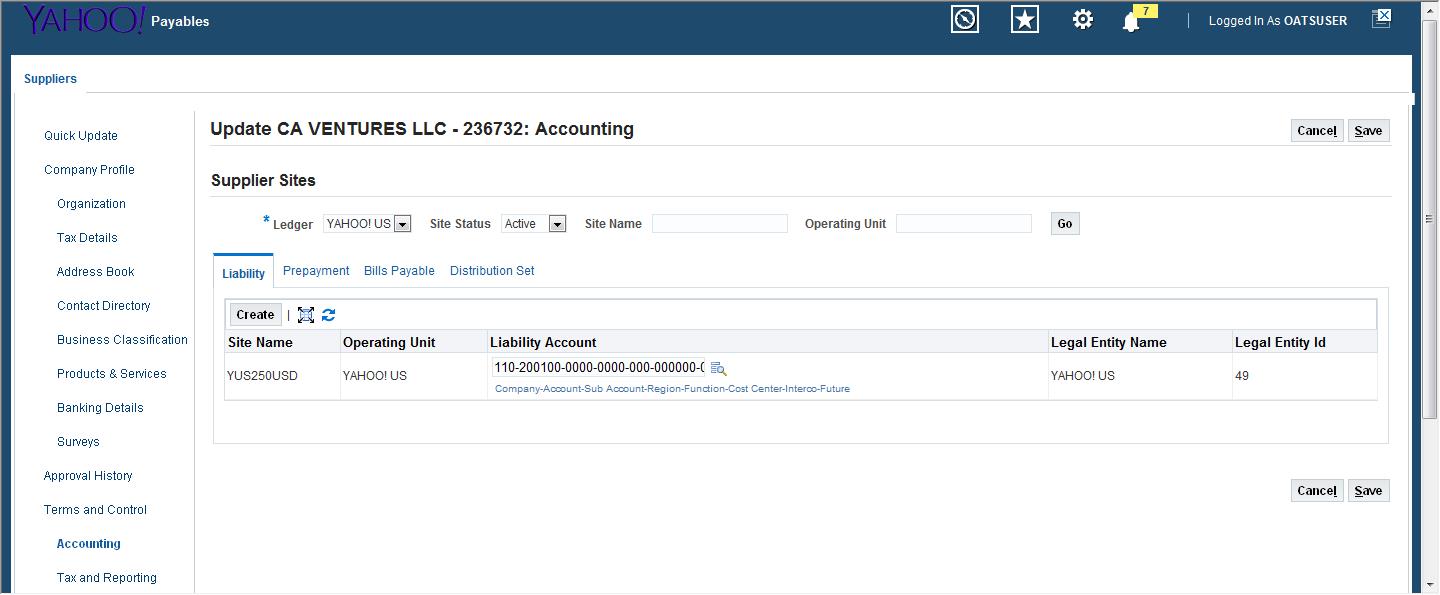 YAHOO! Payables 7 | Logged In As OATSUSER
Suppliers
Quick Update
Company Profile
Organization
Tax Details
Address Book
Contact Directory
Business Classification
Products & Services
Banking Details
Surveys
Approval History
Terms and Control
Accounting
Tax and Reporting
Update CA VENTURES LLC - 236732: Accounting
Cancel Save
Supplier Sites
* Ledger YAHOO! US Site Status Active Site Name Operating Unit Go
Liability Prepayment Bills Payable Distribution Set
Create |
Site Name Operating Unit Liability Account Legal Entity Name Legal Entity Id
YUS250USD YAHOO! US 110-200100-0000-0000-000-000000-0 YAHOO! US 49
Company-Account-Sub Account-Region-Function-Cost Center-Interco-Future
Cancel Save